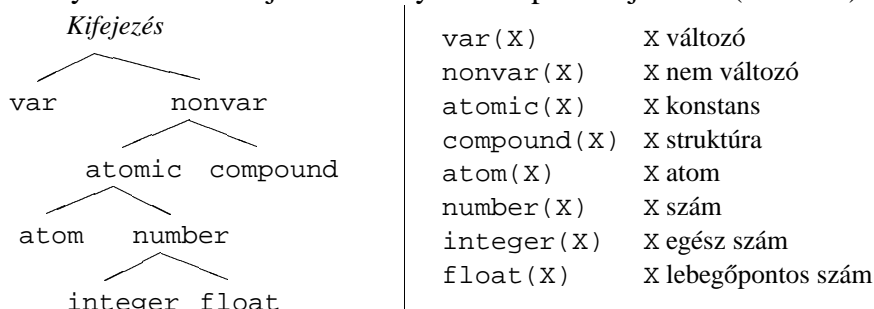 Kifejezés
var nonvar
atomic compound
atom number
integer float
var(X) X változó
nonvar(X) X nem változó
atomic(X) X konstans
compound(X) X struktúra
atom(X) X atom
number(X) X szám
integer(X) X egész szám
float(X) X lebegőpontos szám